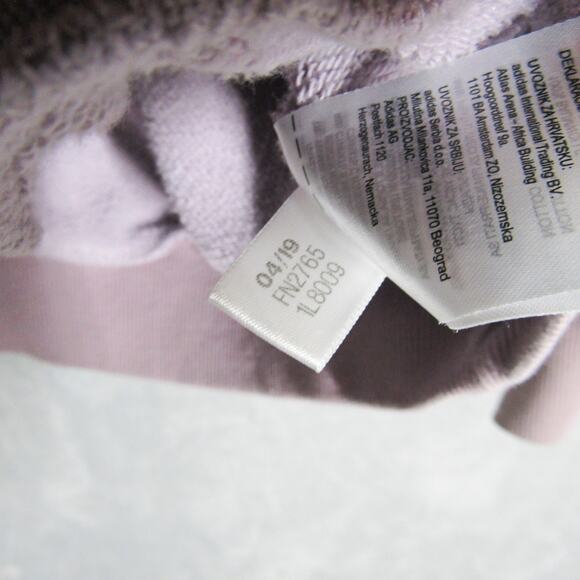 04/19
FN2765
1L8009
DEKLARA
UVOZNIK ZA HRVATSKU:
adidas International Trading BV.
Atlas Arena - Africa Building
Hoogoorddreef 9a,
1101 BA Amsterdam ZO, Nizozemska
UVOZNIK ZA SRBIJU:
adidas Serbia d.o.o.
Milutina Milankovića 11a, 11070 Beograd
PROIZVOĐAČ:
Adidas AG
Postfach 1120
Herzogenaurach, Nemačka